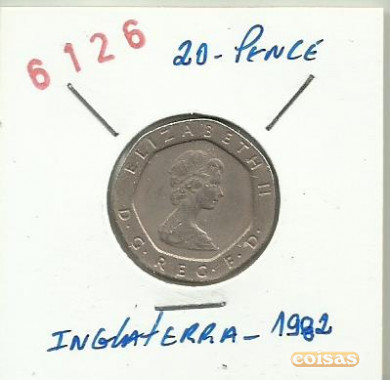 6126
20-PENCE
ELIZABETH II
D.G.REG.F.D.
INGLATERRA-1982
coisas